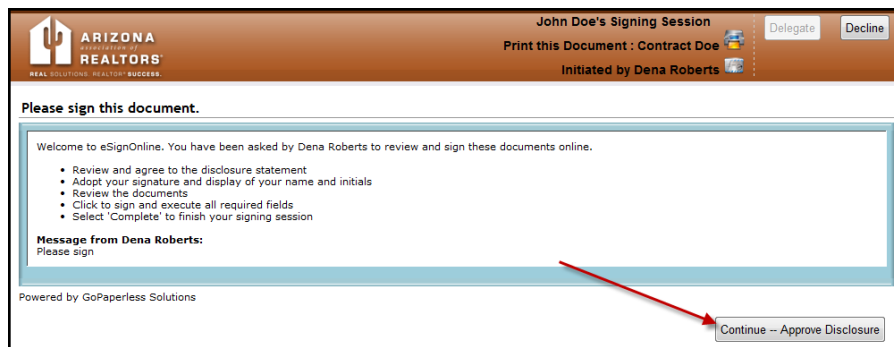 ARIZONA
association of
REALTORS®
REAL SOLUTIONS. REALTOR® SUCCESS.
John Doe's Signing Session
Print this Document : Contract Doe
Initiated by Dena Roberts
Delegate
Decline
Please sign this document.
Welcome to eSignOnline. You have been asked by Dena Roberts to review and sign these documents online.
• Review and agree to the disclosure statement
• Adopt your signature and display of your name and initials
• Review the documents
• Click to sign and execute all required fields
• Select 'Complete' to finish your signing session
Message from Dena Roberts:
Please sign
Powered by GoPaperless Solutions
Continue -- Approve Disclosure